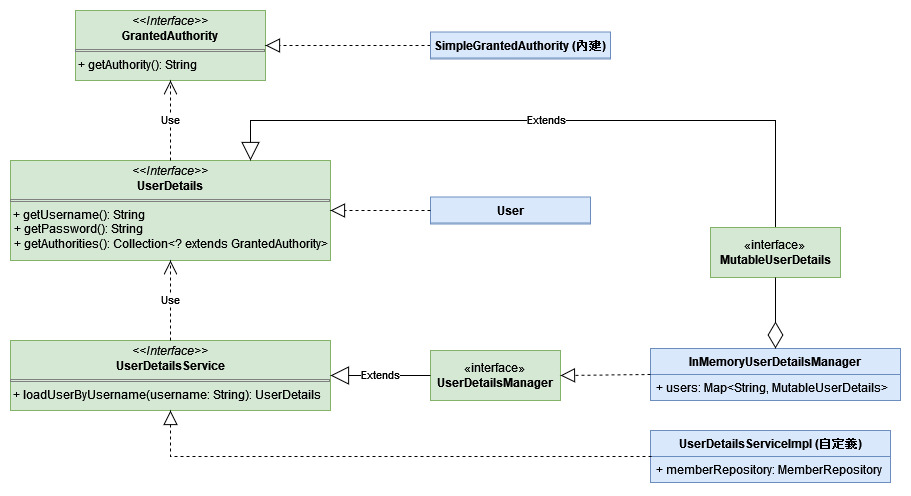 <<Interface>>
GrantedAuthority
+ getAuthority(): String
SimpleGrantedAuthority (內建)
Use
Extends
<<Interface>>
UserDetails
+ getUsername(): String
+ getPassword(): String
+ getAuthorities(): Collection<? extends GrantedAuthority>
User
«interface»
MutableUserDetails
Use
<<Interface>>
UserDetailsService
+ loadUserByUsername(username: String): UserDetails
Extends
«interface»
UserDetailsManager
InMemoryUserDetailsManager
+ users: Map<String, MutableUserDetails>
UserDetailsServiceImpl (自定義)
+ memberRepository: MemberRepository